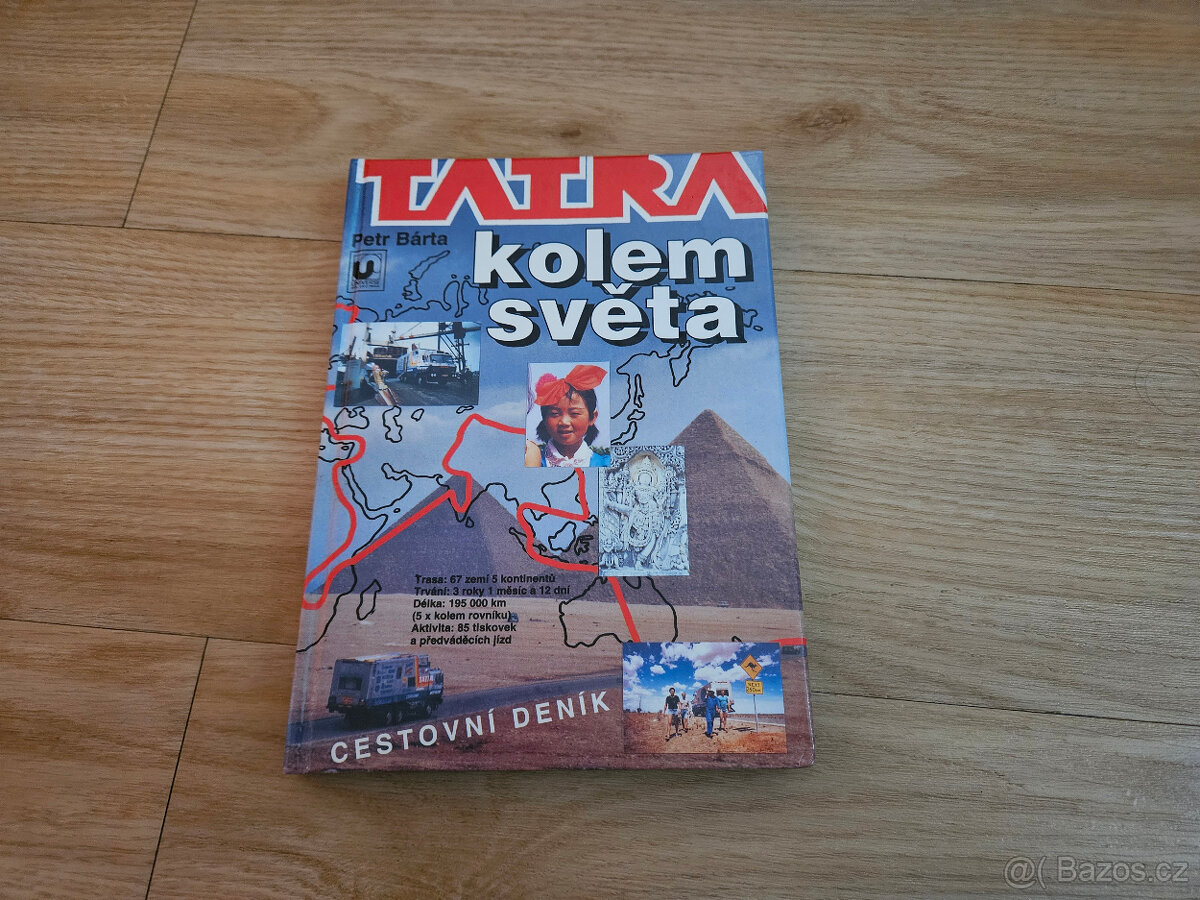 TATRA
Petr Bárta
kolem
světa
UNIVERSE
Trasa: 67 zemí 5 kontinentů
Trvání: 3 roky 1 měsíc a 12 dní
Délka: 195 000 km
(5 x kolem rovníku)
Aktivita: 85 tiskovek
a předváděcích jízd
CESTOVNÍ DENÍK
@( Bazos.cz